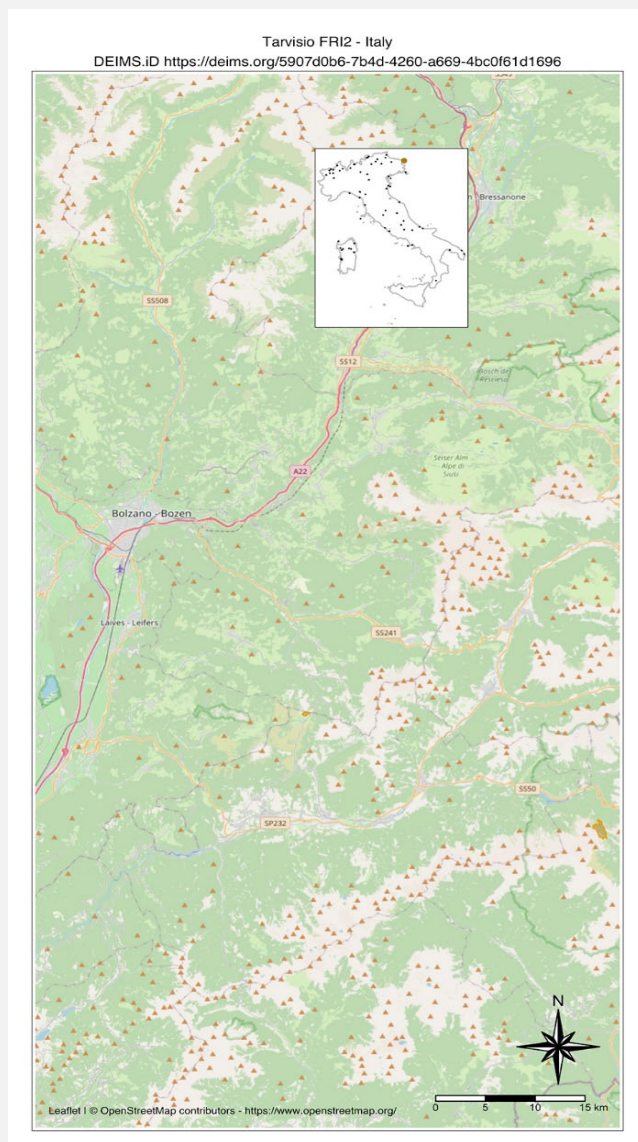 Tarvisio FRI2 - Italy
DEIMS.iD https://deims.org/5907d0b6-7b4d-4260-a669-4bc0f61d1696
Bressanone
SS508
SS12
Seiser Alm
Alpe di
Siusi
A22
Bolzano - Bozen
Laives - Leifers
SS241
SS50
SP232
N
Leaflet | © OpenStreetMap contributors - https://www.openstreetmap.org/
0 5 10 15 km